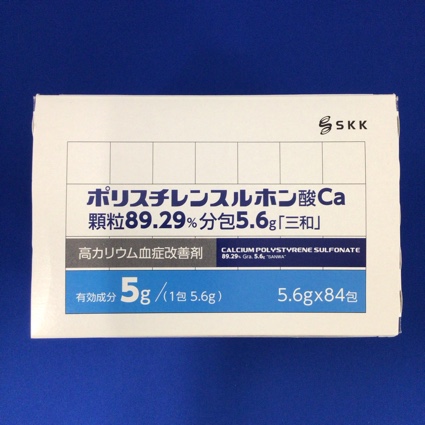 SKK
ポリスチレンスルホン酸Ca
顆粒89.29%分包5.6g「三和」
高カリウム血症改善剤
CALCIUM POLYSTYRENE SULFONATE
89.29% Gra. 5.6g "SANWA"
有効成分 5g/(1包 5.6g)
5.6g×84包